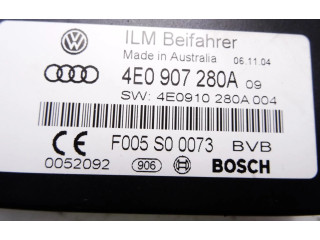 ILM Beifahrer
Made in Australia 06.11.04
4E0 907 280A 09
SW: 4E0910 280A 004
CE F005 S0 0073 BVB
0052092 906 BOSCH